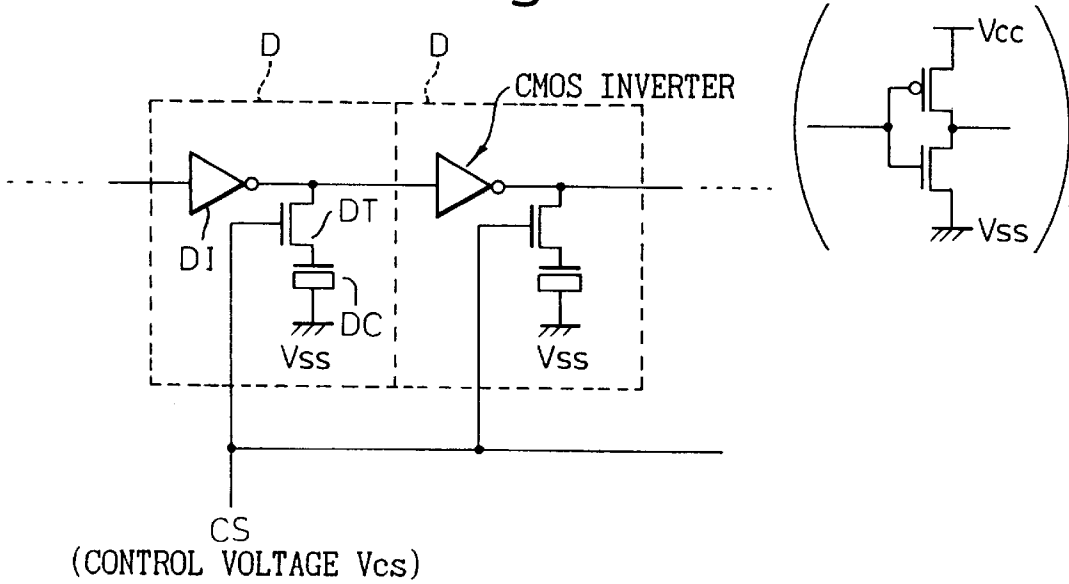 g
D
D
CMOS INVERTER
Vcc
DT
DI
DC
Vss
Vss
Vss
CS
(CONTROL VOLTAGE Vcs)